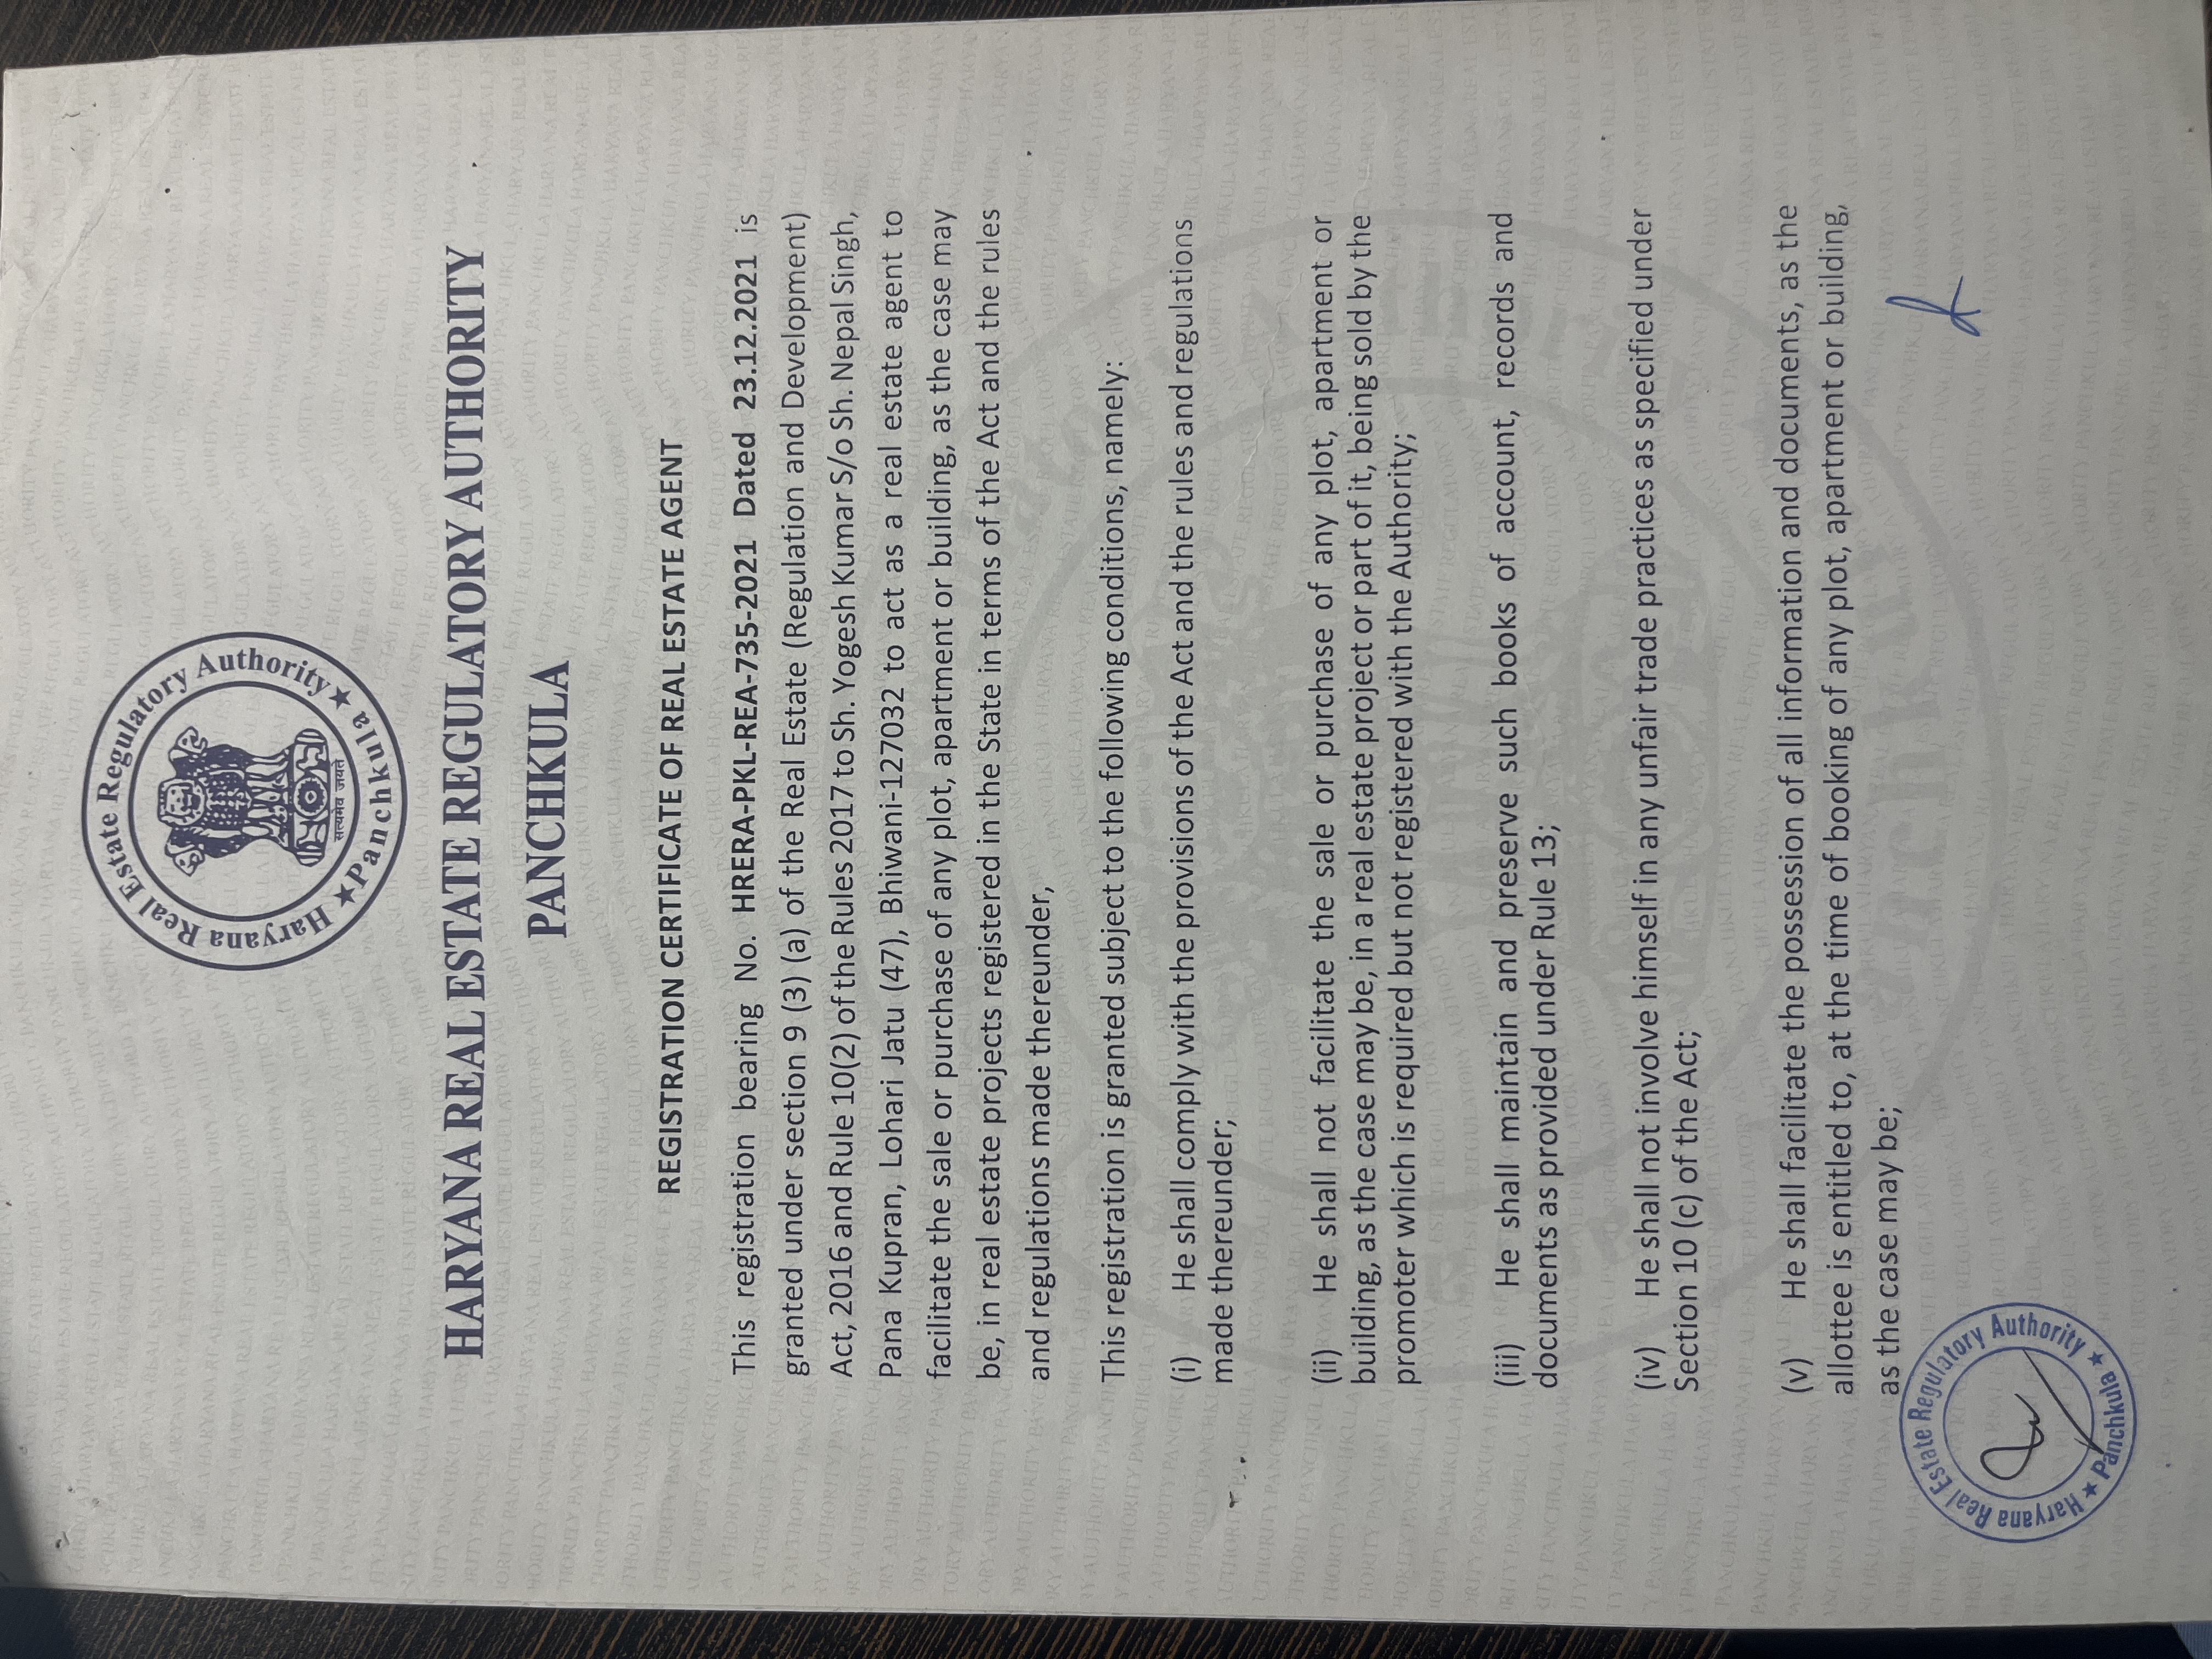 Haryana Real Estate Regulatory Authority
★ Panchkula ★
सत्यमेव जयते
HARYANA REAL ESTATE REGULATORY AUTHORITY
PANCHKULA
REGISTRATION CERTIFICATE OF REAL ESTATE AGENT
This registration bearing No. HRERA-PKL-REA-735-2021 Dated 23.12.2021 is
granted under section 9 (3) (a) of the Real Estate (Regulation and Development)
Act, 2016 and Rule 10(2) of the Rules 2017 to Sh. Yogesh Kumar S/o Sh. Nepal Singh,
Pana Kupran, Lohari Jatu (47), Bhiwani-127032 to act as a real estate agent to
facilitate the sale or purchase of any plot, apartment or building, as the case may
be, in real estate projects registered in the State in terms of the Act and the rules
and regulations made thereunder,
This registration is granted subject to the following conditions, namely:
(i) He shall comply with the provisions of the Act and the rules and regulations
made thereunder;
(ii) He shall not facilitate the sale or purchase of any plot, apartment or
building, as the case may be, in a real estate project or part of it, being sold by the
promoter which is required but not registered with the Authority;
(iii) He shall maintain and preserve such books of account, records and
documents as provided under Rule 13;
(iv) He shall not involve himself in any unfair trade practices as specified under
Section 10 (c) of the Act;
(v) He shall facilitate the possession of all information and documents, as the
allottee is entitled to, at the time of booking of any plot, apartment or building,
as the case may be;
Haryana Real Estate Regulatory Authority
★ Panchkula ★